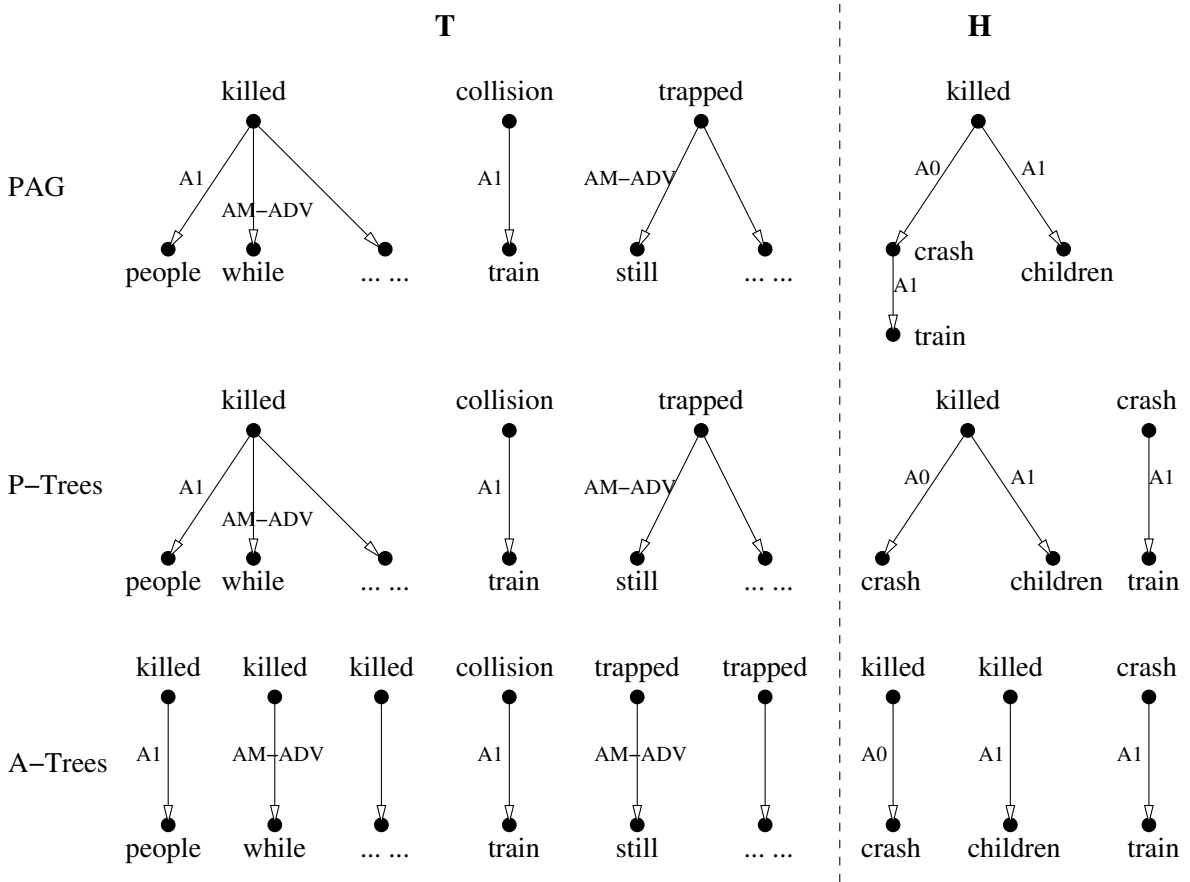 T H
killed collision trapped killed
PAG
A1 A1 AM−ADV A0 A1
AM−ADV
people while ... ... train still ... ... crash children
A1
train
killed collision trapped killed crash
P−Trees
A1 A1 AM−ADV A0 A1 A1
AM−ADV
people while ... ... train still ... ... crash children train
killed killed killed collision trapped trapped killed killed crash
A−Trees
A1 AM−ADV A1 AM−ADV A0 A1 A1
people while ... ... train still ... ... crash children train